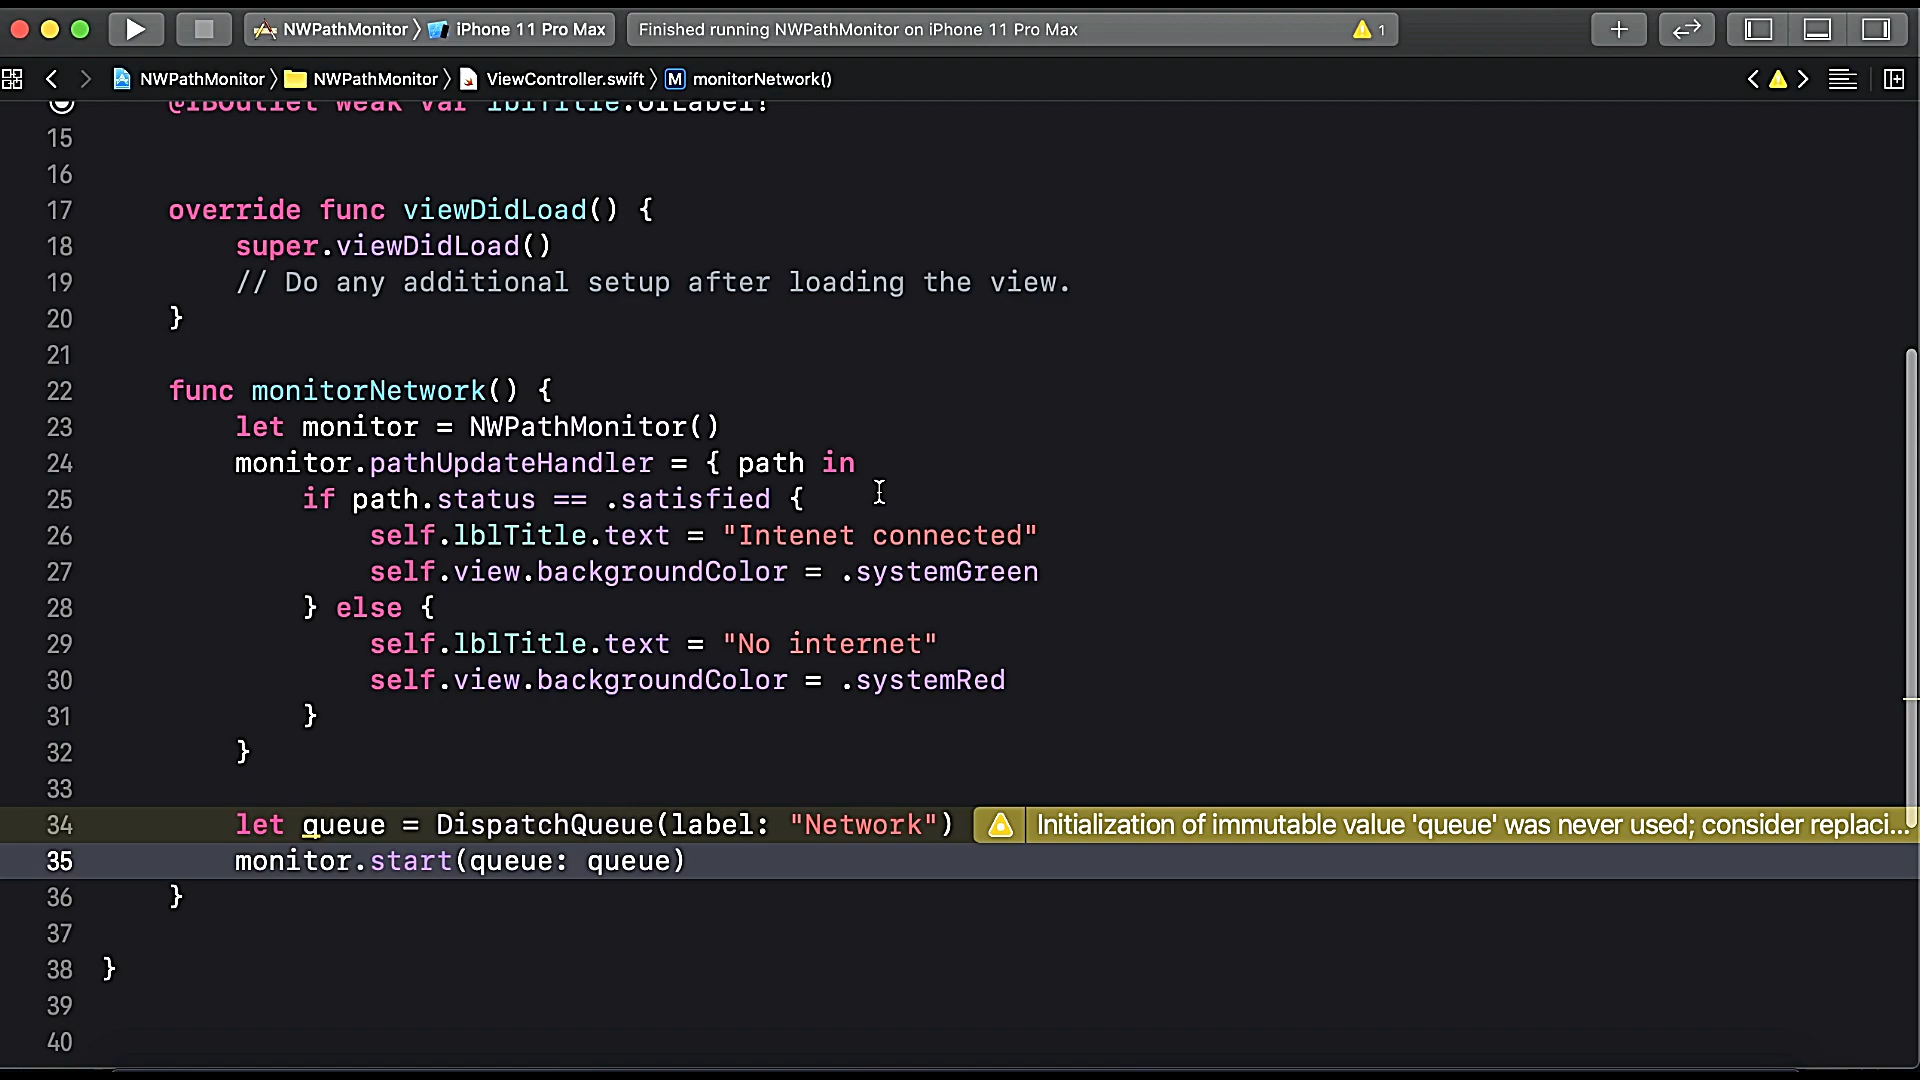 NWPathMonitor 〉 iPhone 11 Pro Max
Finished running NWPathMonitor on iPhone 11 Pro Max
1
NWPathMonitor 〉 NWPathMonitor 〉 ViewController.swift 〉 M monitorNetwork()
@IBOutlet weak var lblTitle:UILabel!
15
16
17 override func viewDidLoad() {
18 super.viewDidLoad()
19 // Do any additional setup after loading the view.
20 }
21
22 func monitorNetwork() {
23 let monitor = NWPathMonitor()
24 monitor.pathUpdateHandler = { path in
25 if path.status == .satisfied {
26 self.lblTitle.text = "Intenet connected"
27 self.view.backgroundColor = .systemGreen
28 } else {
29 self.lblTitle.text = "No internet"
30 self.view.backgroundColor = .systemRed
31 }
32 }
33
34 let queue = DispatchQueue(label: "Network") Initialization of immutable value 'queue' was never used; consider replaci...
35 monitor.start(queue: queue)
36 }
37
38 }
39
40